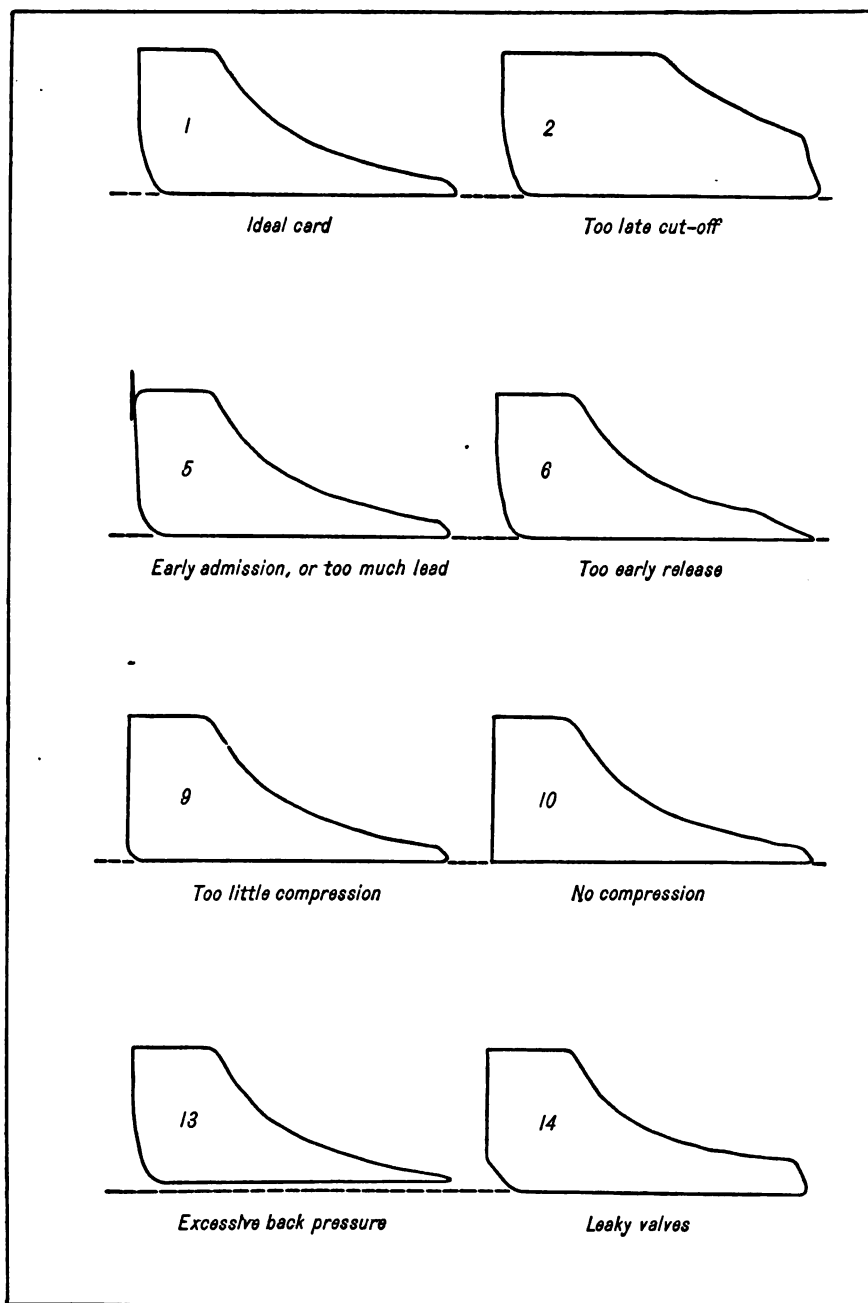 1
2
Ideal card
Too late cut-off
5
6
Early admission, or too much lead
Too early release
9
10
Too little compression
No compression
13
14
Excessive back pressure
Leaky valves